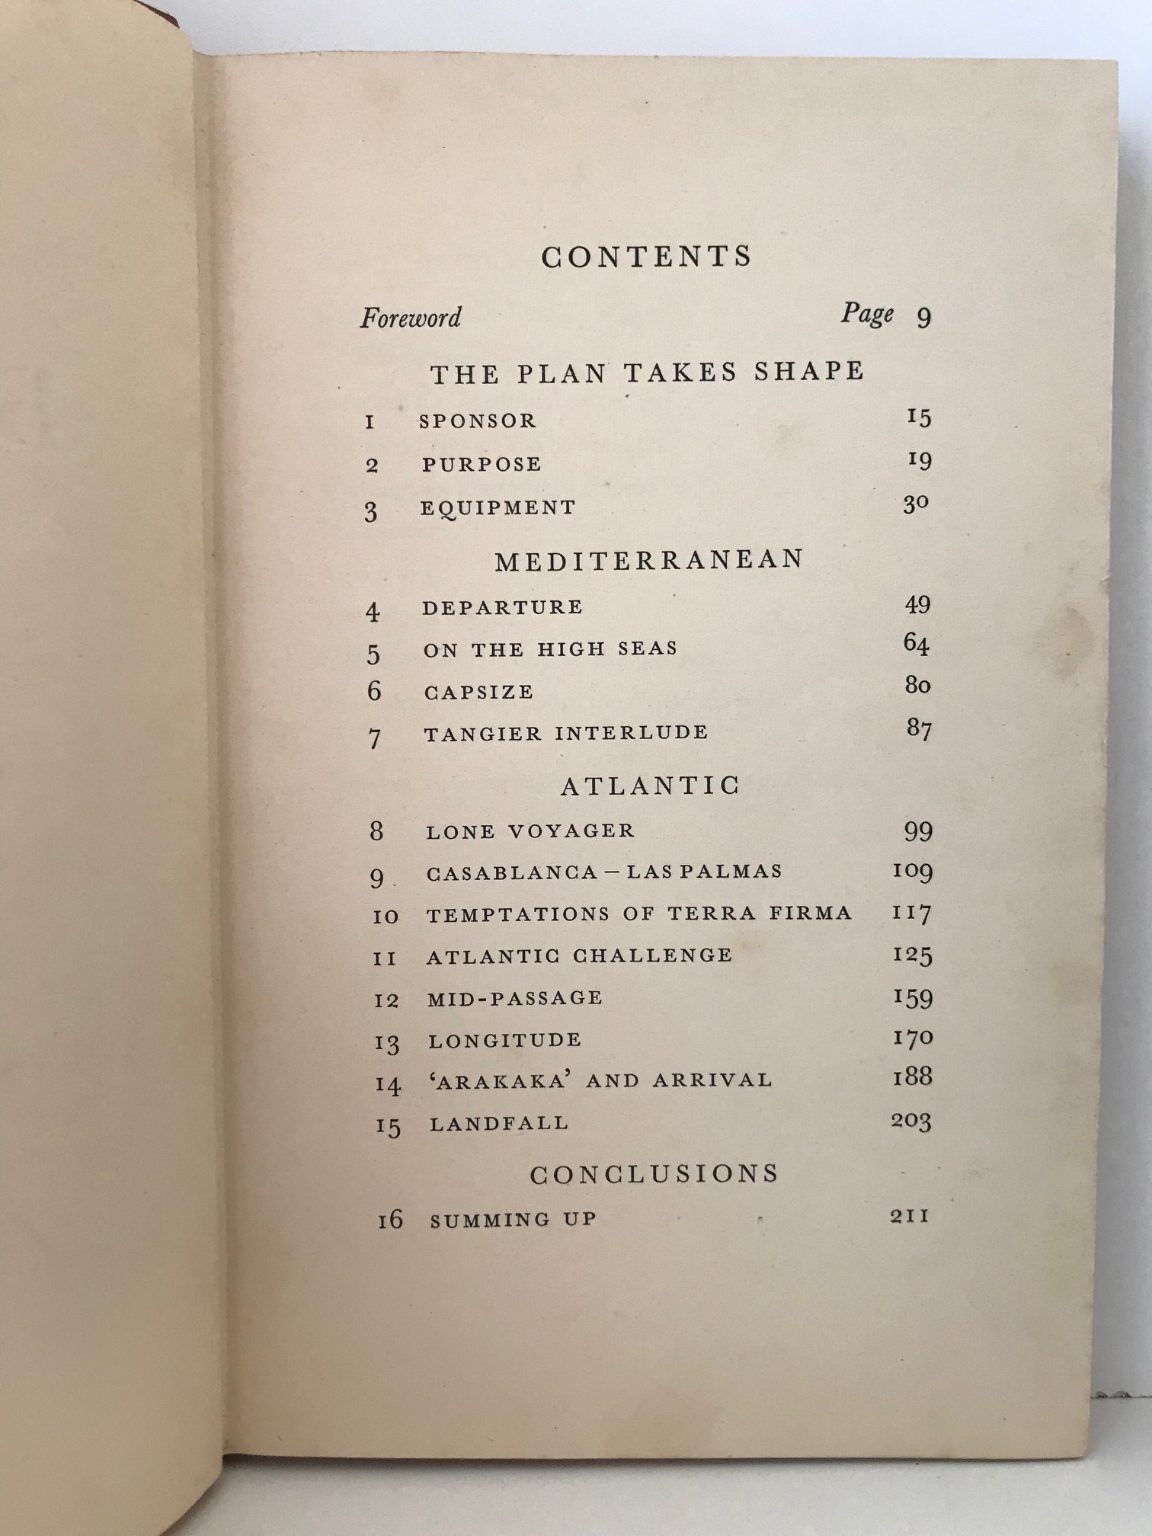 CONTENTS
Foreword Page 9
THE PLAN TAKES SHAPE
1 SPONSOR 15
2 PURPOSE 19
3 EQUIPMENT 30
MEDITERRANEAN
4 DEPARTURE 49
5 ON THE HIGH SEAS 64
6 CAPSIZE 80
7 TANGIER INTERLUDE 87
ATLANTIC
8 LONE VOYAGER 99
9 CASABLANCA – LAS PALMAS 109
10 TEMPTATIONS OF TERRA FIRMA 117
11 ATLANTIC CHALLENGE 125
12 MID-PASSAGE 159
13 LONGITUDE 170
14 ‘ARAKAKA’ AND ARRIVAL 188
15 LANDFALL 203
CONCLUSIONS
16 SUMMING UP 211